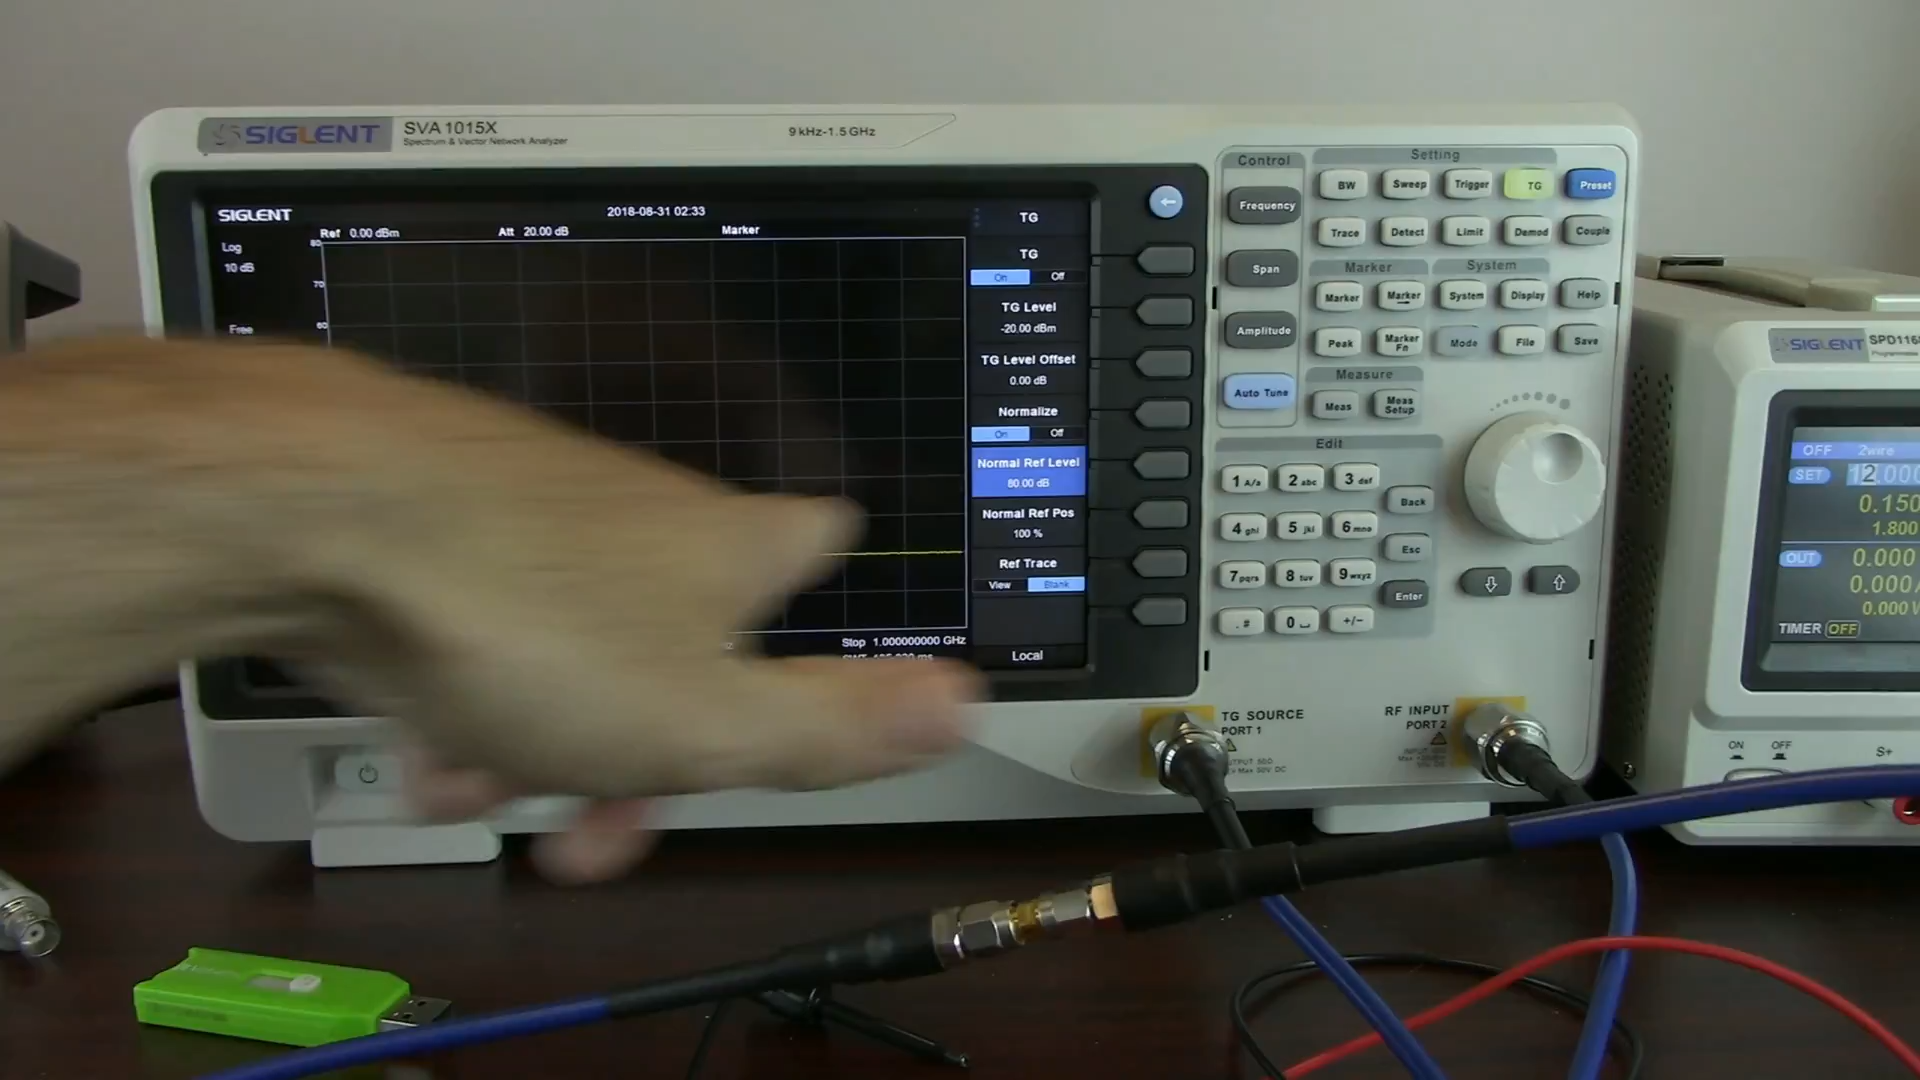 SIGLENT SVA1015X
Spectrum & Vector Network Analyzer
9 kHz-1.5 GHz
SIGLENT
2018-08-31 02:33
Ref 0.00 dBm Att 20.00 dB Marker
Log
10 dB
Free
80
70
60
TG
TG
On Off
TG Level
-20.00 dBm
TG Level Offset
0.00 dB
Normalize
On Off
Normal Ref Level
80.00 dB
Normal Ref Pos
100 %
Ref Trace
View Blank
Stop 1.000000000 GHz
Local
Control
Frequency
Span
Amplitude
Auto Tune
Setting
BW Sweep Trigger TG Preset
Trace Detect Limit Demod Couple
Marker
Marker Marker
Peak Marker Fn
System
System Display Help
Mode File Save
Measure
Meas Meas Setup
Edit
1 A/a 2 abc 3 def
4 ghi 5 jkl 6 mno
7 pqrs 8 tuv 9 wxyz
. # 0 +/-
Back
Esc
Enter
TG SOURCE
PORT 1
RF INPUT
PORT 2
SIGLENT SPD1168
OFF 2wire
SET 12.000
0.150
1.800
OUT 0.000
0.000
0.000
TIMER OFF
ON OFF
S+